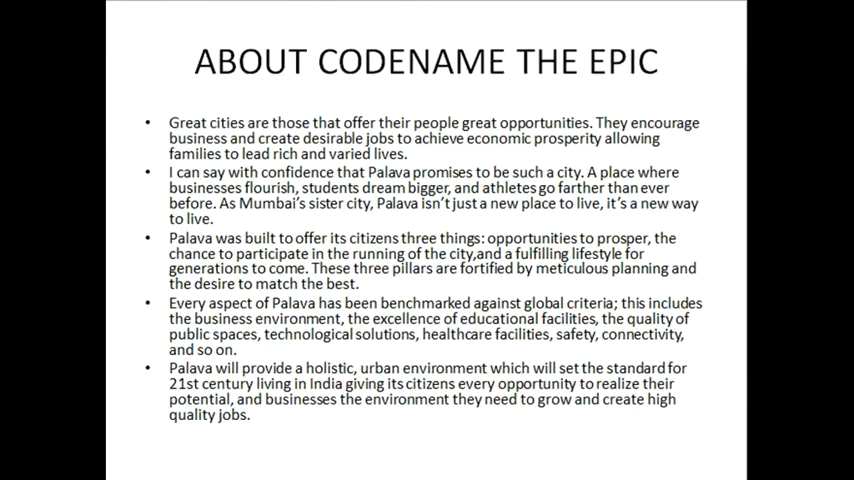 ABOUT CODENAME THE EPIC
• Great cities are those that offer their people great opportunities. They encourage
business and create desirable jobs to achieve economic prosperity allowing
families to lead rich and varied lives.
• I can say with confidence that Palava promises to be such a city. A place where
businesses flourish, students dream bigger, and athletes go farther than ever
before. As Mumbai's sister city, Palava isn't just a new place to live, it's a new way
to live.
• Palava was built to offer its citizens three things: opportunities to prosper, the
chance to participate in the running of the city,and a fulfilling lifestyle for
generations to come. These three pillars are fortified by meticulous planning and
the desire to match the best.
• Every aspect of Palava has been benchmarked against global criteria; this includes
the business environment, the excellence of educational facilities, the quality of
public spaces, technological solutions, healthcare facilities, safety, connectivity,
and so on.
• Palava will provide a holistic, urban environment which will set the standard for
21st century living in India giving its citizens every opportunity to realize their
potential, and businesses the environment they need to grow and create high
quality jobs.